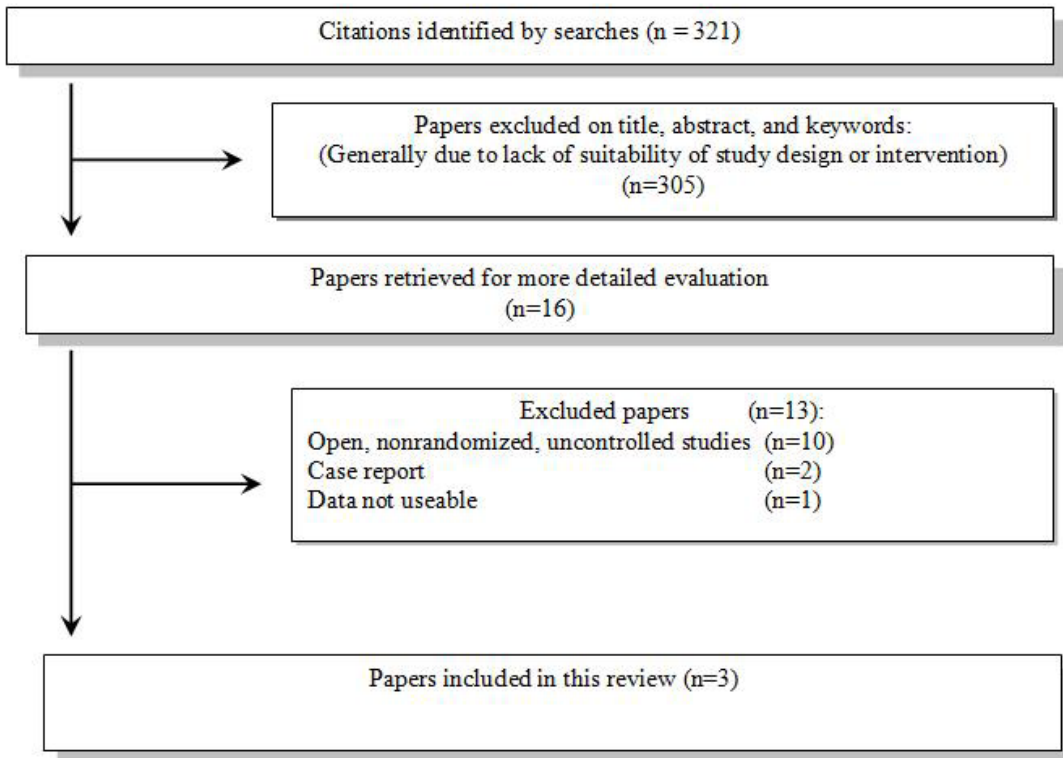 Citations identified by searches (n = 321)
Papers excluded on title, abstract, and keywords:
(Generally due to lack of suitability of study design or intervention)
(n=305)
Papers retrieved for more detailed evaluation
(n=16)
Excluded papers (n=13):
Open, nonrandomized, uncontrolled studies (n=10)
Case report (n=2)
Data not useable (n=1)
Papers included in this review (n=3)